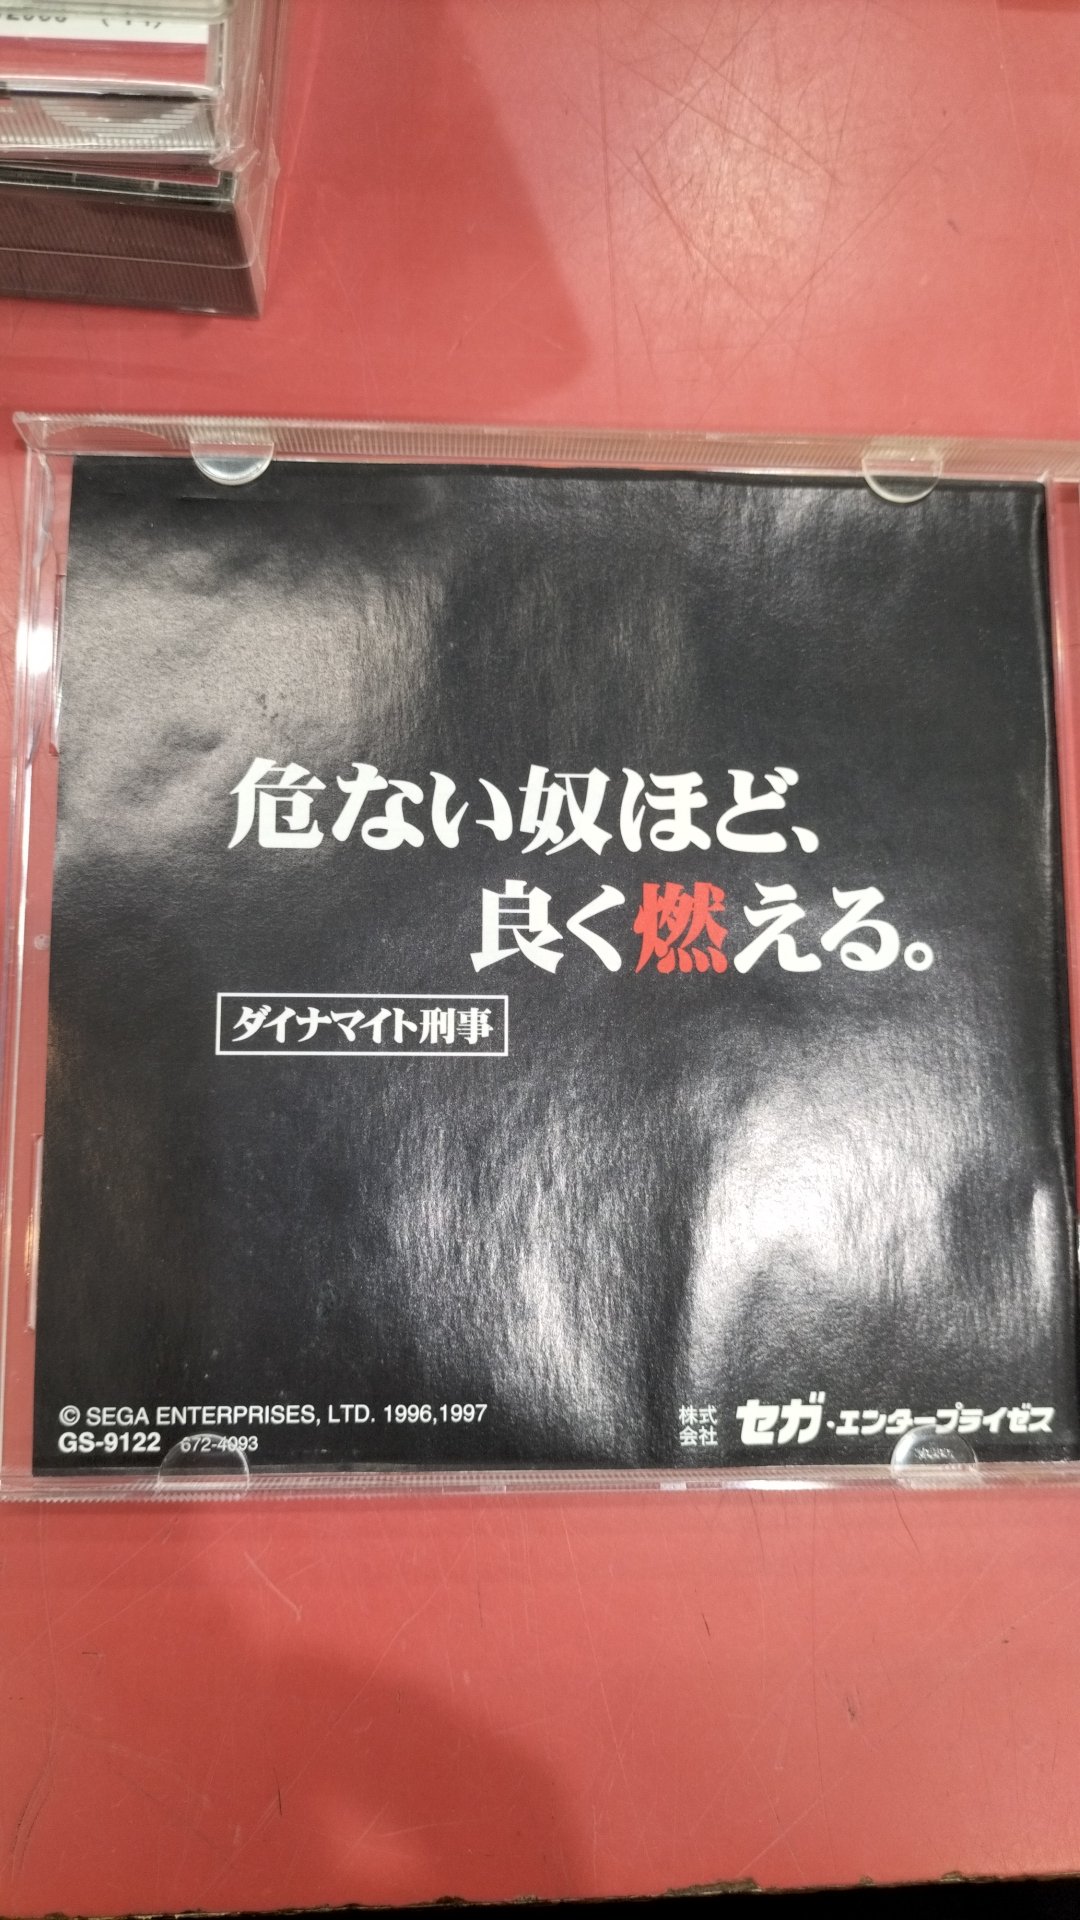 危ない奴ほど、
良く燃える。
ダイナマイト刑事
© SEGA ENTERPRISES, LTD. 1996,1997
GS-9122 672-4093
株式会社 セガ・エンタープライゼス